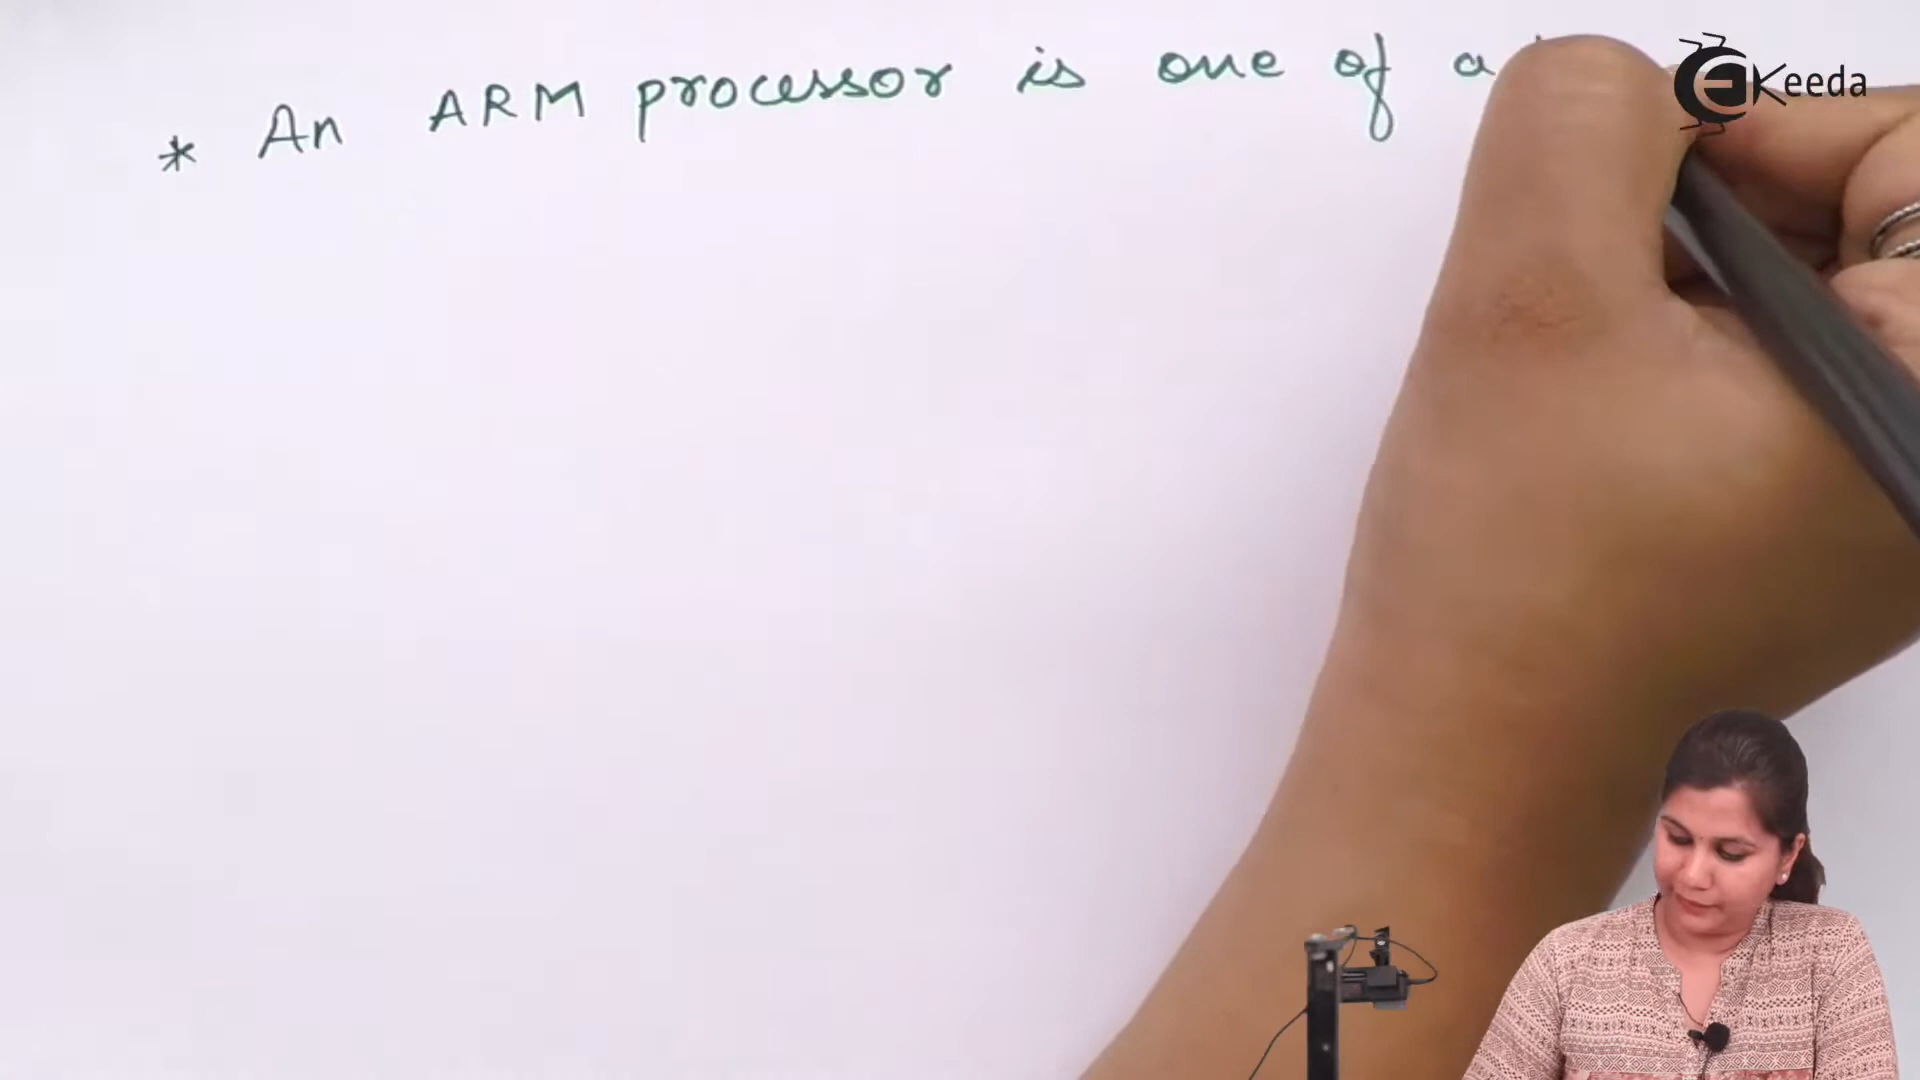 * An ARM processor is one of a
EKeeda